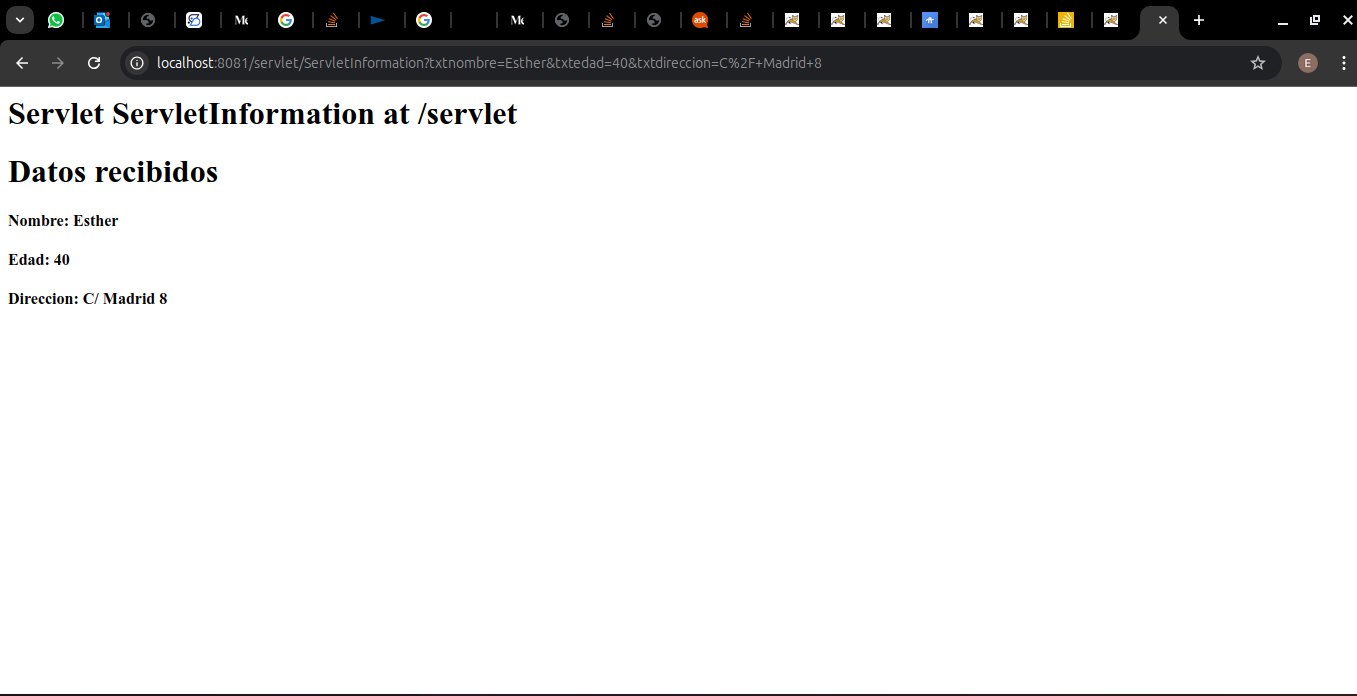 localhost:8081/servlet/ServletInformation?txtnombre=Esther&txtedad=40&txtdireccion=C%2F+Madrid+8
E
Servlet ServletInformation at /servlet
Datos recibidos
Nombre: Esther
Edad: 40
Direccion: C/ Madrid 8